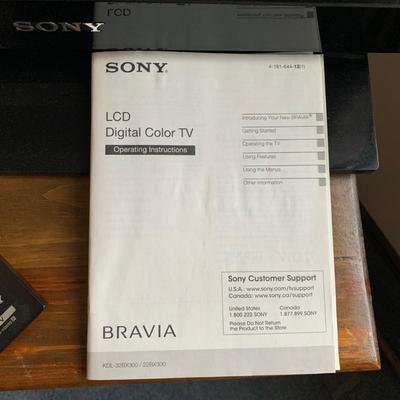 SONY
LCD
SONY
4-181-644-12(1)
LCD
Digital Color TV
Operating Instructions
Introducing Your New BRAVIA®
Getting Started
Operating the TV
Using Features
Using the Menus
Other Information
Sony Customer Support
U.S.A.: www.sony.com/tvsupport
Canada: www.sony.ca/support
United States
1.800.222.SONY
Canada
1.877.899.SONY
Please Do Not Return
the Product to the Store
BRAVIA
KDL-32BX300 / 22BX300